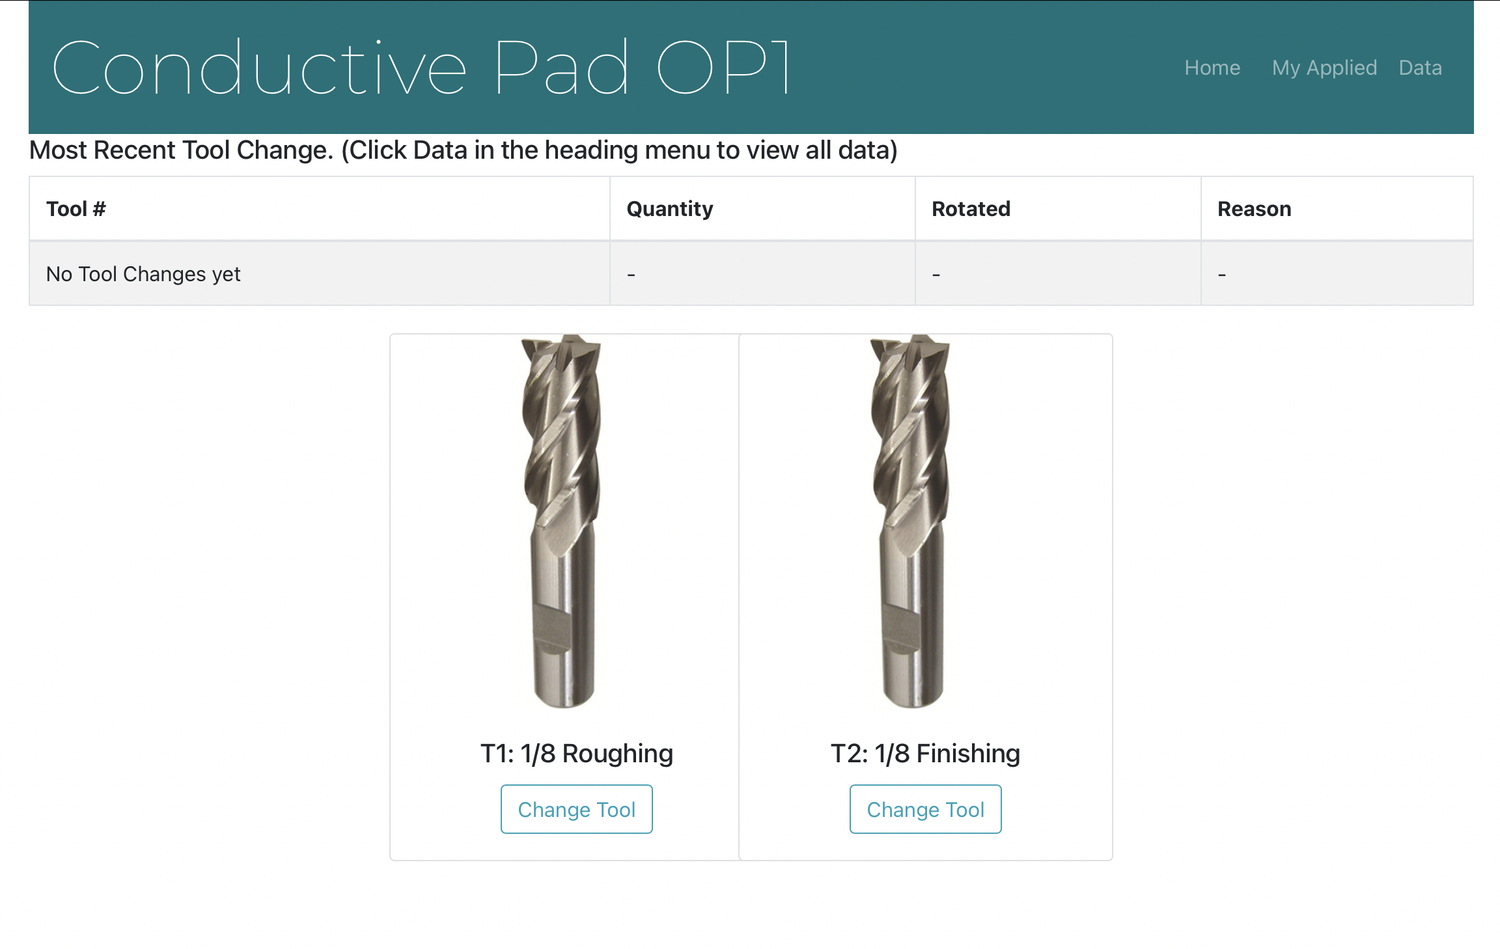 Conductive Pad OP1
Home My Applied Data
Most Recent Tool Change. (Click Data in the heading menu to view all data)
Tool # Quantity Rotated Reason
No Tool Changes yet - - -
T1: 1/8 Roughing T2: 1/8 Finishing
Change Tool Change Tool